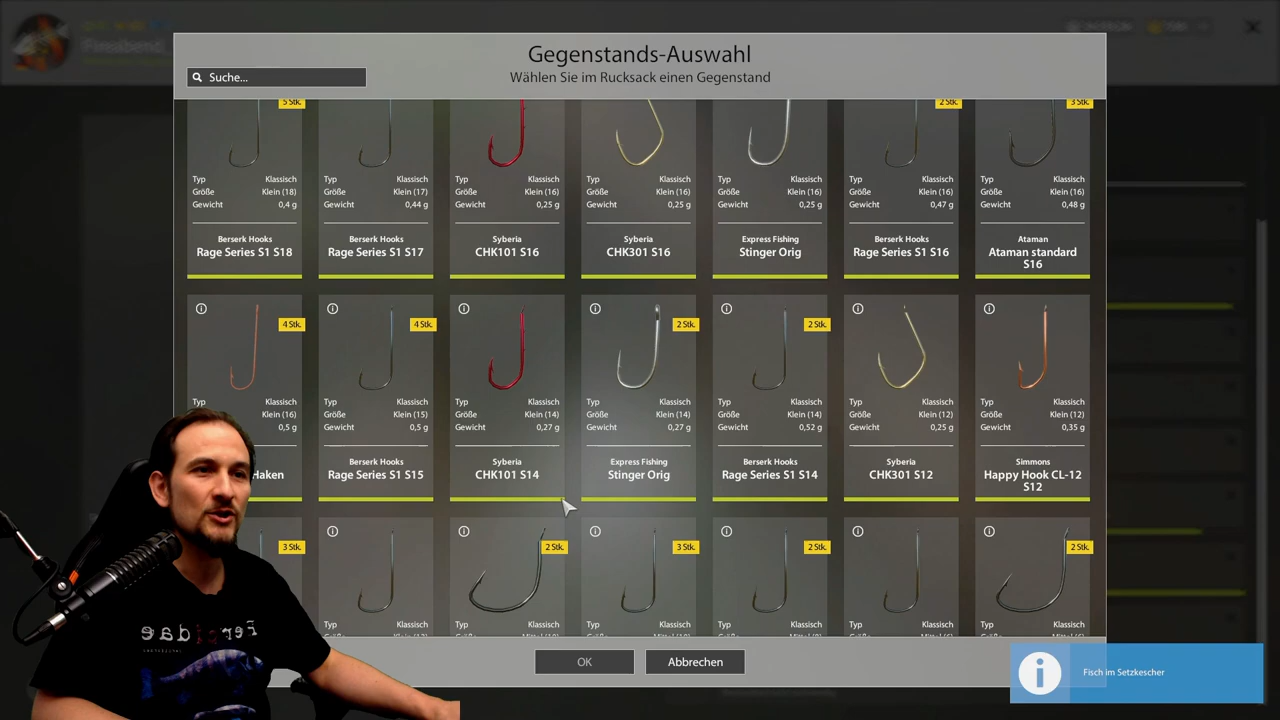 Gegenstands-Auswahl
Wählen Sie im Rucksack einen Gegenstand
Suche...
5 Stk.
2 Stk.
3 Stk.
Typ Klassisch
Größe Klein (18)
Gewicht 0,4 g
Berserk Hooks
Rage Series S1 S18
Typ Klassisch
Größe Klein (17)
Gewicht 0,44 g
Berserk Hooks
Rage Series S1 S17
Typ Klassisch
Größe Klein (16)
Gewicht 0,25 g
Syberia
CHK101 S16
Typ Klassisch
Größe Klein (16)
Gewicht 0,25 g
Syberia
CHK301 S16
Typ Klassisch
Größe Klein (16)
Gewicht 0,25 g
Express Fishing
Stinger Orig
Typ Klassisch
Größe Klein (16)
Gewicht 0,47 g
Berserk Hooks
Rage Series S1 S16
Typ Klassisch
Größe Klein (16)
Gewicht 0,48 g
Ataman
Ataman standard
S16
4 Stk.
Typ Klassisch
Klein (16)
0,5 g
Haken
4 Stk.
Typ Klassisch
Größe Klein (15)
Gewicht 0,5 g
Berserk Hooks
Rage Series S1 S15
Typ Klassisch
Größe Klein (14)
Gewicht 0,27 g
Syberia
CHK101 S14
2 Stk.
Typ Klassisch
Größe Klein (14)
Gewicht 0,27 g
Express Fishing
Stinger Orig
2 Stk.
Typ Klassisch
Größe Klein (14)
Gewicht 0,52 g
Berserk Hooks
Rage Series S1 S14
Typ Klassisch
Größe Klein (12)
Gewicht 0,25 g
Syberia
CHK301 S12
Typ Klassisch
Größe Klein (12)
Gewicht 0,35 g
Simmons
Happy Hook CL-12
S12
3 Stk.
2 Stk.
3 Stk.
2 Stk.
2 Stk.
Klassisch
Typ Klassisch
Typ Klassisch
Typ Klassisch
Typ Klassisch
Typ Klassisch
Typ Klassisch
OK
Abbrechen
Fisch im Setzkescher